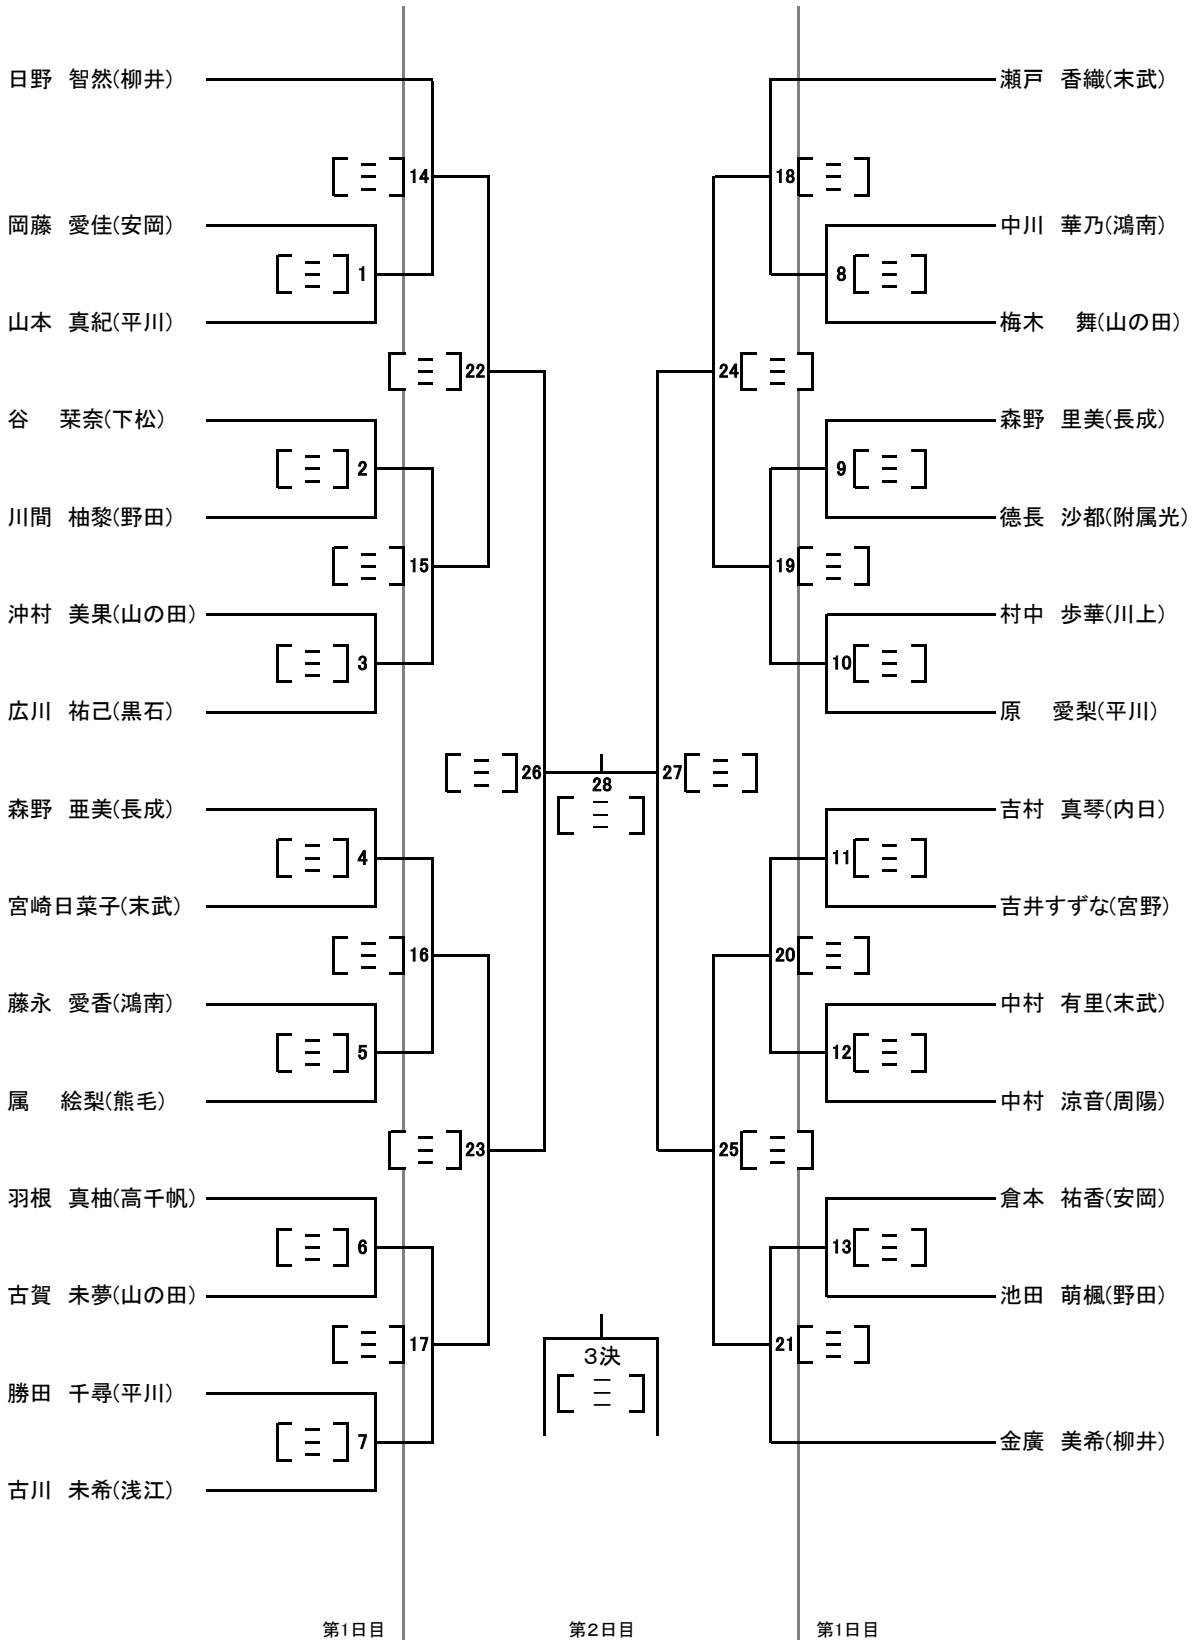 日野 智然(柳井)
14
岡藤 愛佳(安岡)
1
山本 真紀(平川)
22
谷 栞奈(下松)
2
川間 柚黎(野田)
15
沖村 美果(山の田)
3
広川 祐己(黒石)
26
森野 亜美(長成)
4
宮崎日菜子(末武)
16
藤永 愛香(鴻南)
5
属 絵梨(熊毛)
23
羽根 真柚(高千帆)
6
古賀 未夢(山の田)
17
勝田 千尋(平川)
7
古川 未希(浅江)
28
3決
瀬戸 香織(末武)
18
中川 華乃(鴻南)
8
梅木 舞(山の田)
24
森野 里美(長成)
9
德長 沙都(附属光)
19
村中 歩華(川上)
10
原 愛梨(平川)
27
吉村 真琴(内日)
11
吉井すずな(宮野)
20
中村 有里(末武)
12
中村 涼音(周陽)
25
倉本 祐香(安岡)
13
池田 萌楓(野田)
21
金廣 美希(柳井)
第1日目
第2日目
第1日目